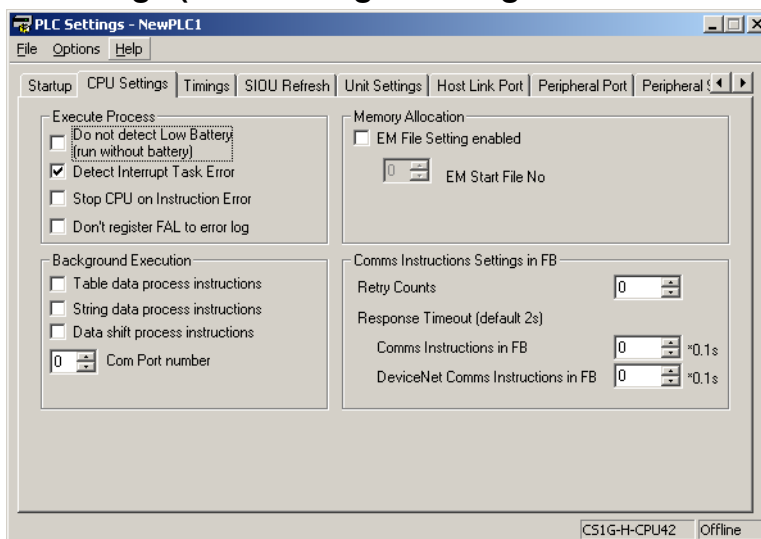 PLC Settings - NewPLC1
File Options Help
Startup CPU Settings Timings SIOU Refresh Unit Settings Host Link Port Peripheral Port Peripheral
Execute Process
Do not detect Low Battery
(run without battery)
Detect Interrupt Task Error
Stop CPU on Instruction Error
Don't register FAL to error log
Memory Allocation
EM File Setting enabled
0 EM Start File No
Background Execution
Table data process instructions
String data process instructions
Data shift process instructions
0 Com Port number
Comms Instructions Settings in FB
Retry Counts 0
Response Timeout (default 2s)
Comms Instructions in FB 0 *0.1s
DeviceNet Comms Instructions in FB 0 *0.1s
CS1G-H-CPU42 Offline